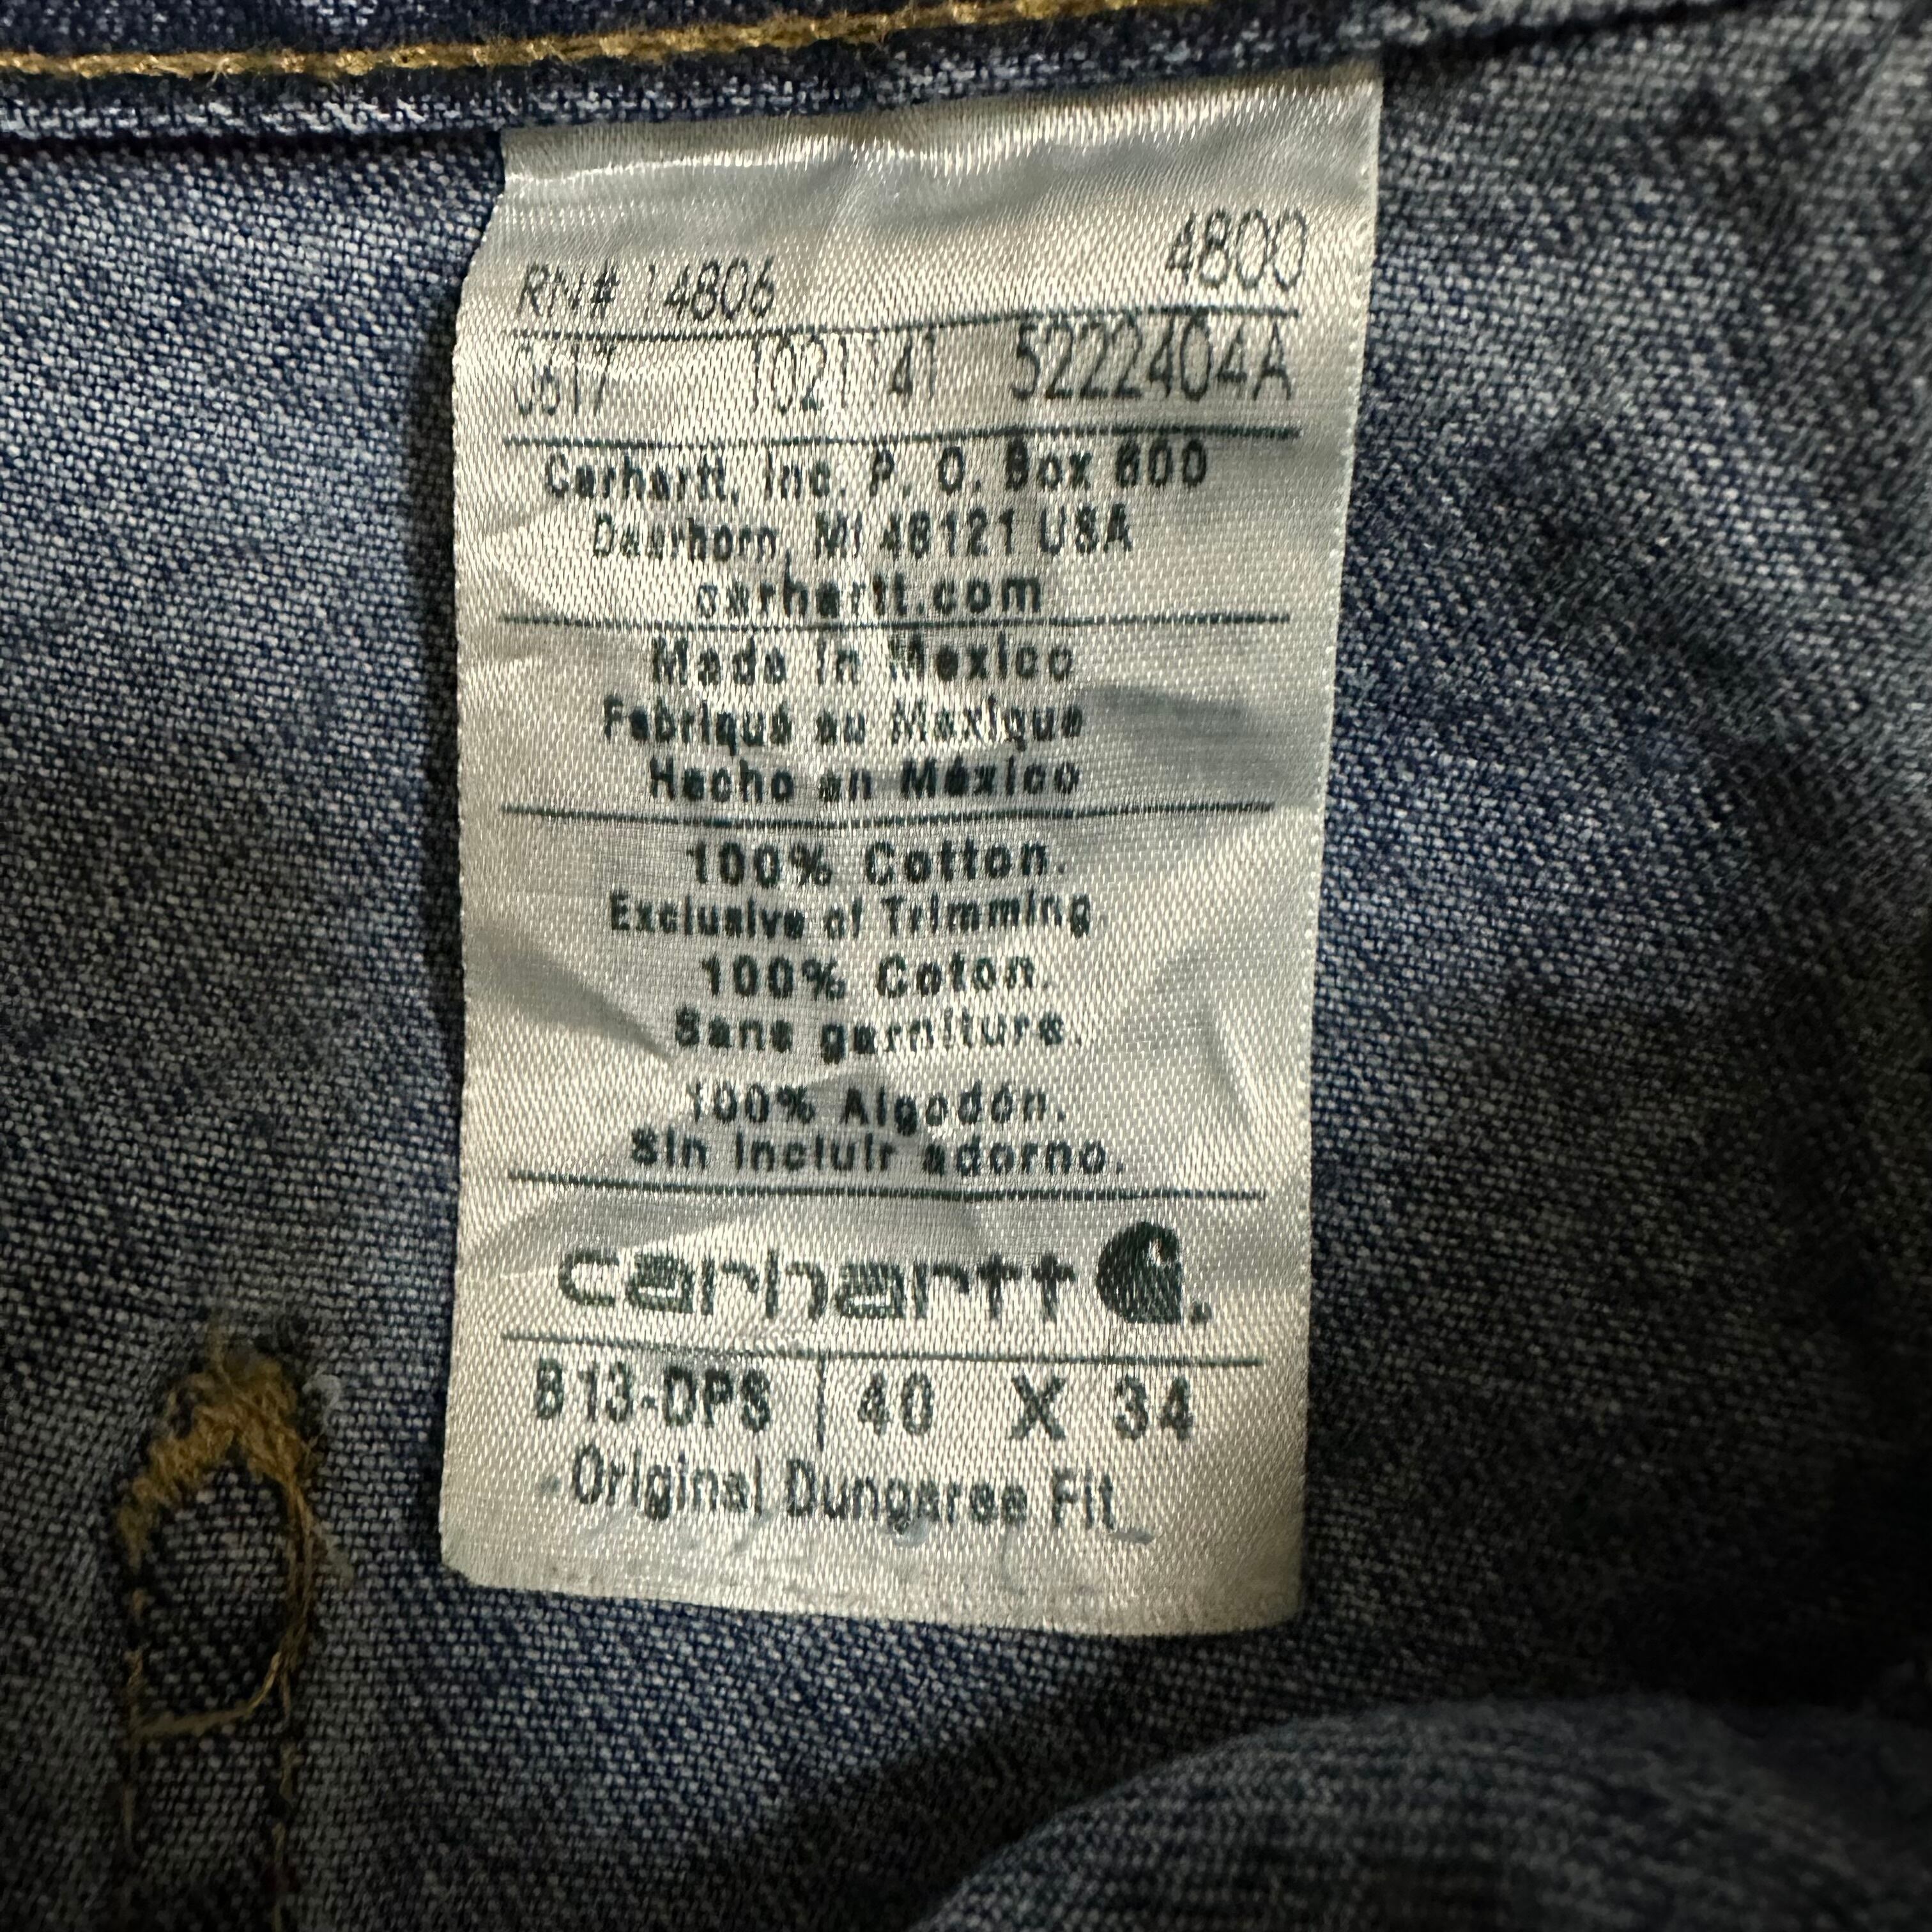 RN# 14806 4800
0617 1021 41 5222404A
Carhartt, Inc. P. O. Box 600
Dearborn, MI 48121 USA
carhartt.com
Made in Mexico
Fabriqué au Mexique
Hecho en México
100% Cotton.
Exclusive of Trimming.
100% Coton.
Sans garniture.
100% Algodón.
Sin incluir adorno.
carhartt
B13-DPS 40 X 34
Original Dungaree Fit